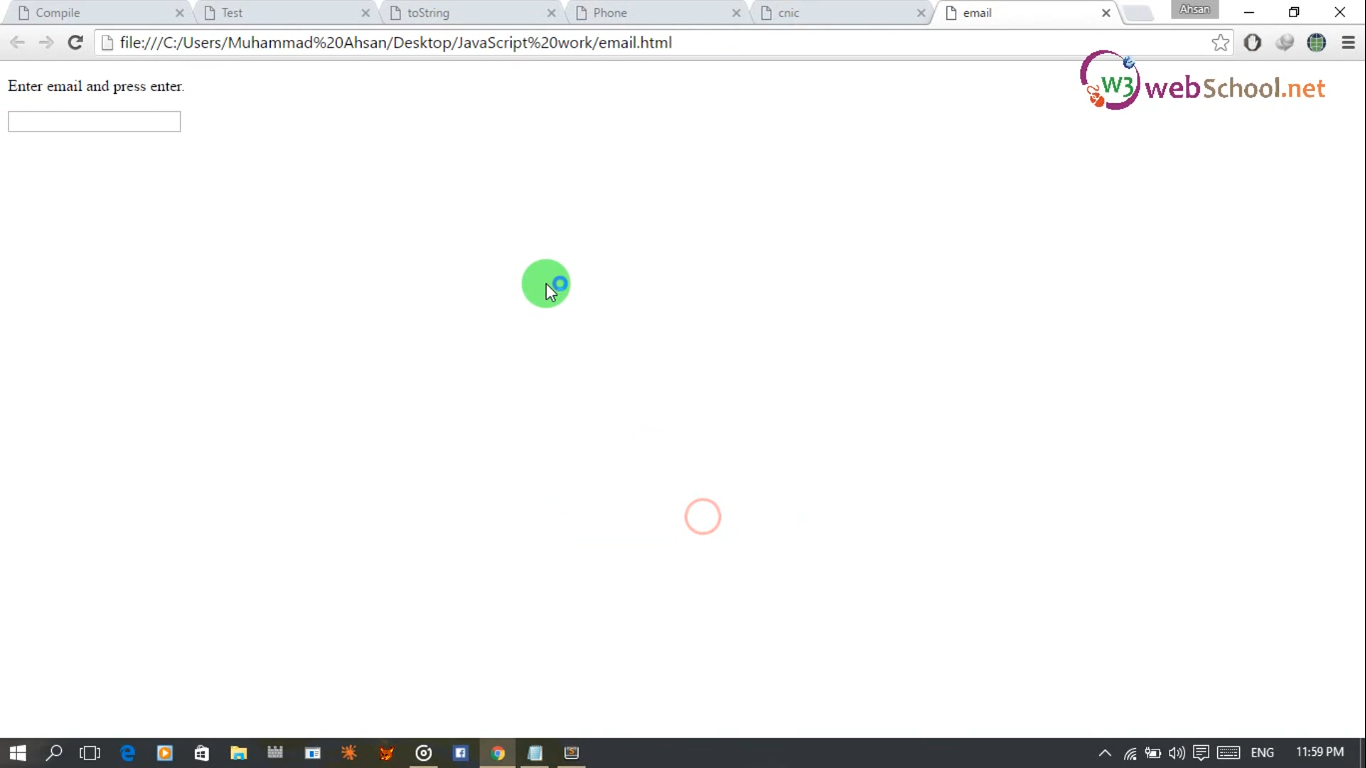 Compile
Test
toString
Phone
cnic
email
Ahsan
file:///C:/Users/Muhammad%20Ahsan/Desktop/JavaScript%20work/email.html
W3 webSchool.net
Enter email and press enter.
ENG
11:59 PM